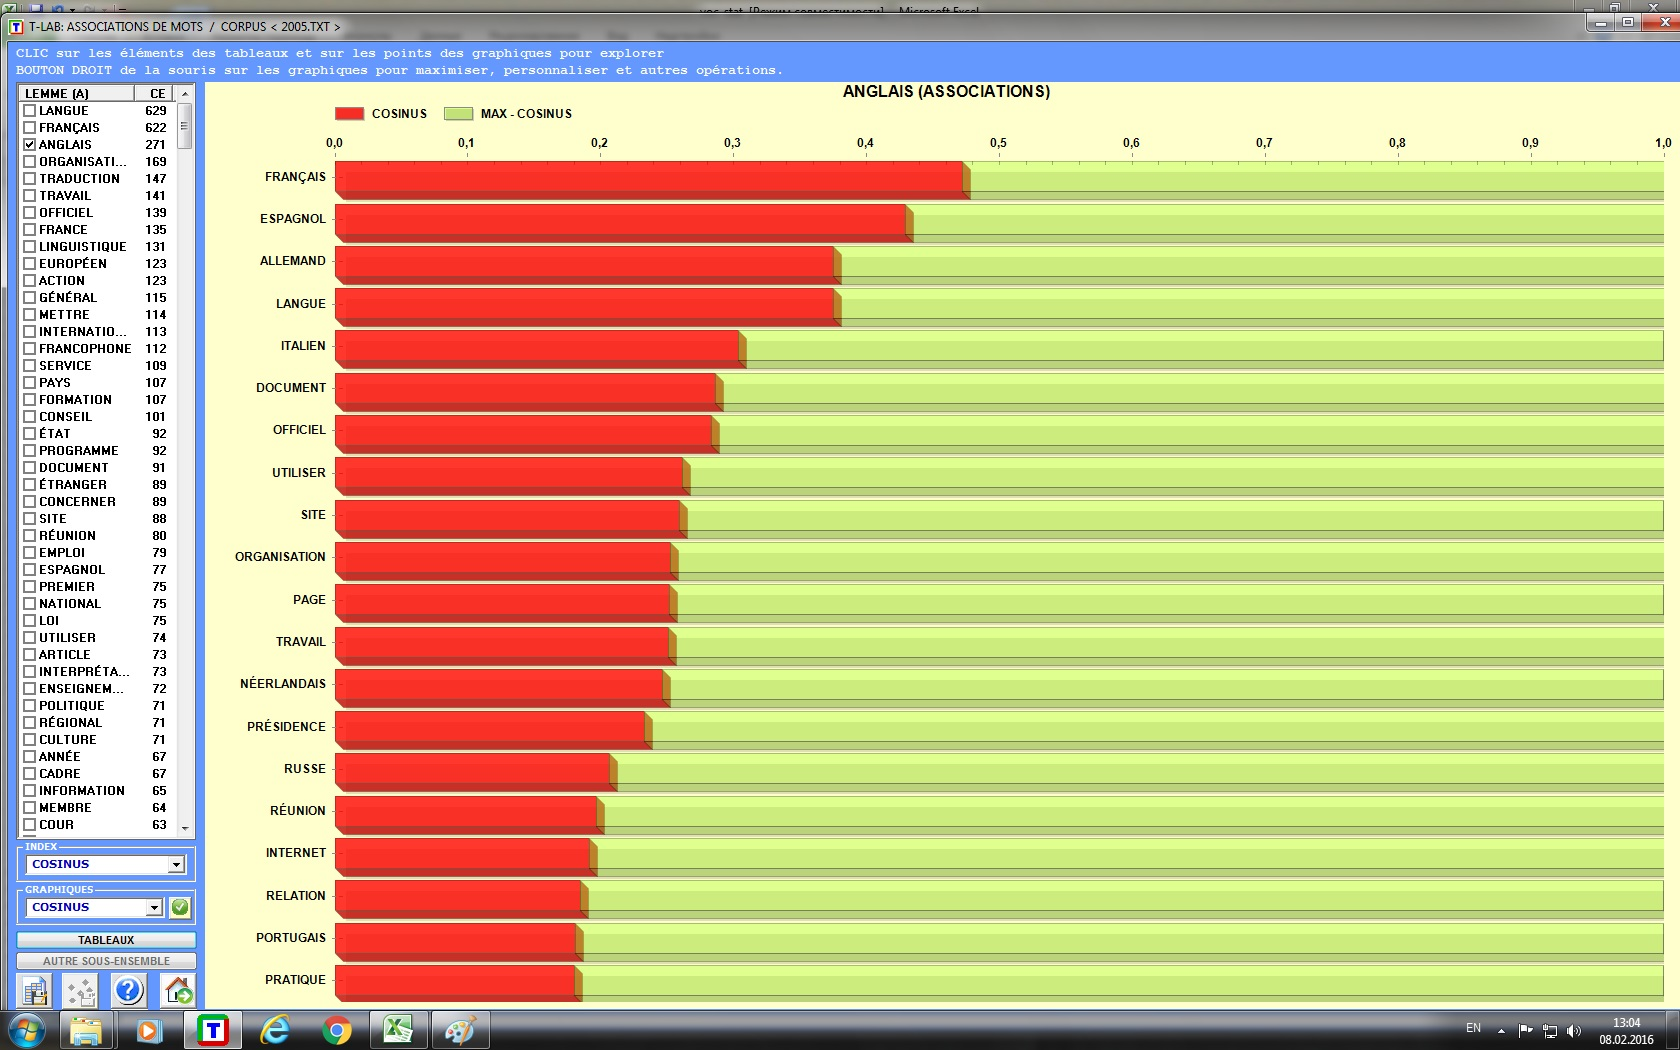 T-LAB: ASSOCIATIONS DE MOTS / CORPUS < 2005.TXT >
CLIC sur les éléments des tableaux et sur les points des graphiques pour explorer
BOUTON DROIT de la souris sur les graphiques pour maximiser, personnaliser et autres opérations.
LEMME (A) CE
LANGUE 629
FRANÇAIS 622
ANGLAIS 271
ORGANISATI... 169
TRADUCTION 147
TRAVAIL 141
OFFICIEL 139
FRANCE 135
LINGUISTIQUE 131
EUROPÉEN 123
ACTION 123
GÉNÉRAL 115
METTRE 114
INTERNATIO... 113
FRANCOPHONE 112
SERVICE 109
PAYS 107
FORMATION 107
CONSEIL 101
ÉTAT 92
PROGRAMME 92
DOCUMENT 91
ÉTRANGER 89
CONCERNER 89
SITE 88
RÉUNION 80
EMPLOI 79
ESPAGNOL 77
PREMIER 75
NATIONAL 75
LOI 75
UTILISER 74
ARTICLE 73
INTERPRÉTA... 73
ENSEIGNEM... 72
POLITIQUE 71
RÉGIONAL 71
CULTURE 71
ANNÉE 67
CADRE 67
INFORMATION 65
MEMBRE 64
COUR 63
INDEX
COSINUS
GRAPHIQUES
COSINUS
TABLEAUX
AUTRE SOUS-ENSEMBLE
ANGLAIS (ASSOCIATIONS)
COSINUS MAX - COSINUS
0,0 0,1 0,2 0,3 0,4 0,5 0,6 0,7 0,8 0,9 1,0
FRANÇAIS
ESPAGNOL
ALLEMAND
LANGUE
ITALIEN
DOCUMENT
OFFICIEL
UTILISER
SITE
ORGANISATION
PAGE
TRAVAIL
NÉERLANDAIS
PRÉSIDENCE
RUSSE
RÉUNION
INTERNET
RELATION
PORTUGAIS
PRATIQUE
EN
13:04
08.02.2016